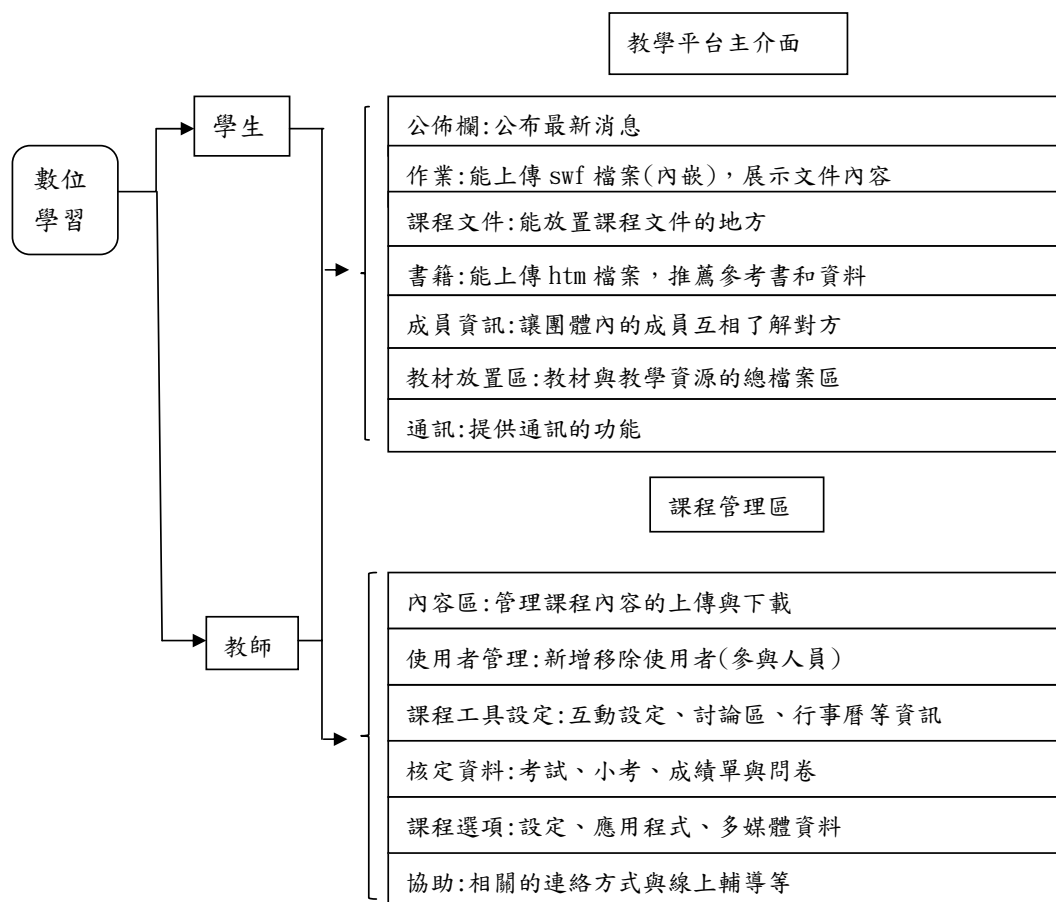 教學平台主介面
學生
數位
學習
公佈欄:公布最新消息
作業:能上傳 swf 檔案(內嵌)，展示文件內容
課程文件:能放置課程文件的地方
書籍:能上傳 htm 檔案，推薦參考書和資料
成員資訊:讓團體內的成員互相了解對方
教材放置區:教材與教學資源的總檔案區
通訊:提供通訊的功能
課程管理區
教師
內容區:管理課程內容的上傳與下載
使用者管理:新增移除使用者(參與人員)
課程工具設定:互動設定、討論區、行事曆等資訊
核定資料:考試、小考、成績單與問卷
課程選項:設定、應用程式、多媒體資料
協助:相關的連絡方式與線上輔導等